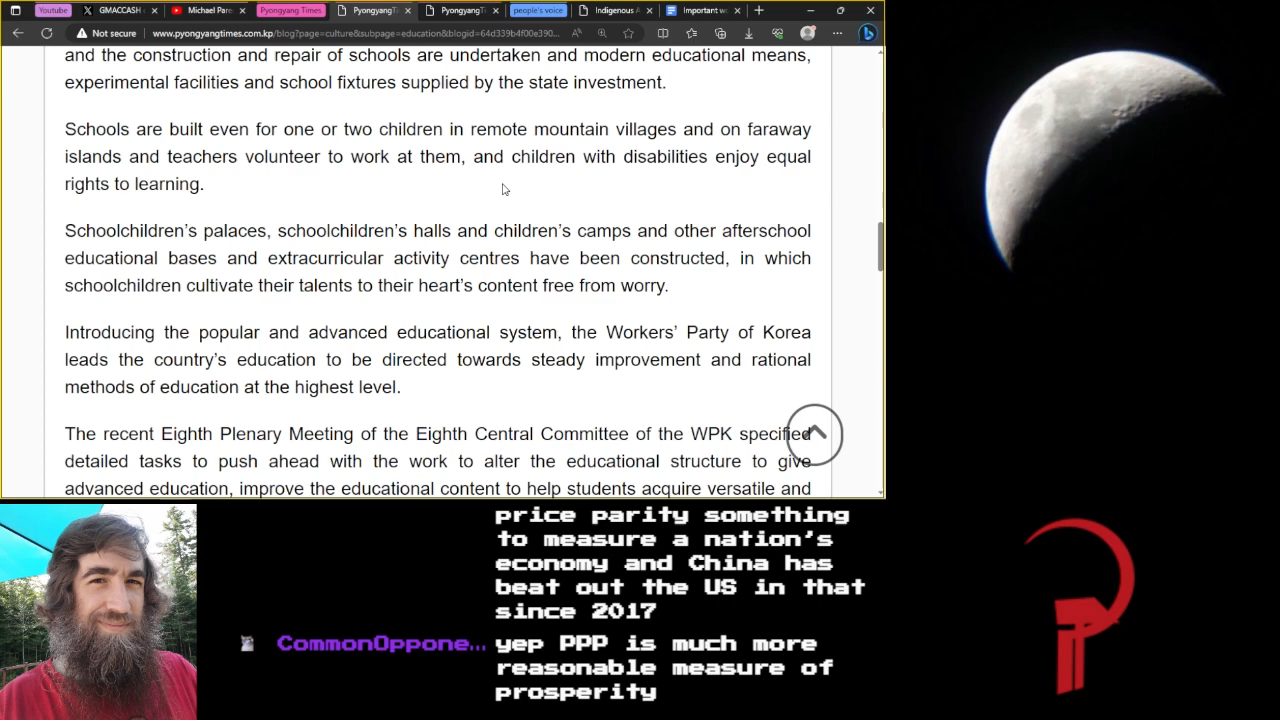 Youtube
GMACCASH
Michael Pare
Pyongyang Times
PyongyangTi
PyongyangTi
people's voice
Indigenous A
Important w
Not secure
www.pyongyangtimes.com.kp/blog?page=culture&subpage=education&blogid=64d339b4f00e390...
and the construction and repair of schools are undertaken and modern educational means,
experimental facilities and school fixtures supplied by the state investment.
Schools are built even for one or two children in remote mountain villages and on faraway
islands and teachers volunteer to work at them, and children with disabilities enjoy equal
rights to learning.
Schoolchildren's palaces, schoolchildren's halls and children's camps and other afterschool
educational bases and extracurricular activity centres have been constructed, in which
schoolchildren cultivate their talents to their heart's content free from worry.
Introducing the popular and advanced educational system, the Workers' Party of Korea
leads the country's education to be directed towards steady improvement and rational
methods of education at the highest level.
The recent Eighth Plenary Meeting of the Eighth Central Committee of the WPK specified
detailed tasks to push ahead with the work to alter the educational structure to give
advanced education, improve the educational content to help students acquire versatile and
price parity something
to measure a nation's
economy and China has
beat out the US in that
since 2017
CommonOppone... yep PPP is much more
reasonable measure of
prosperity